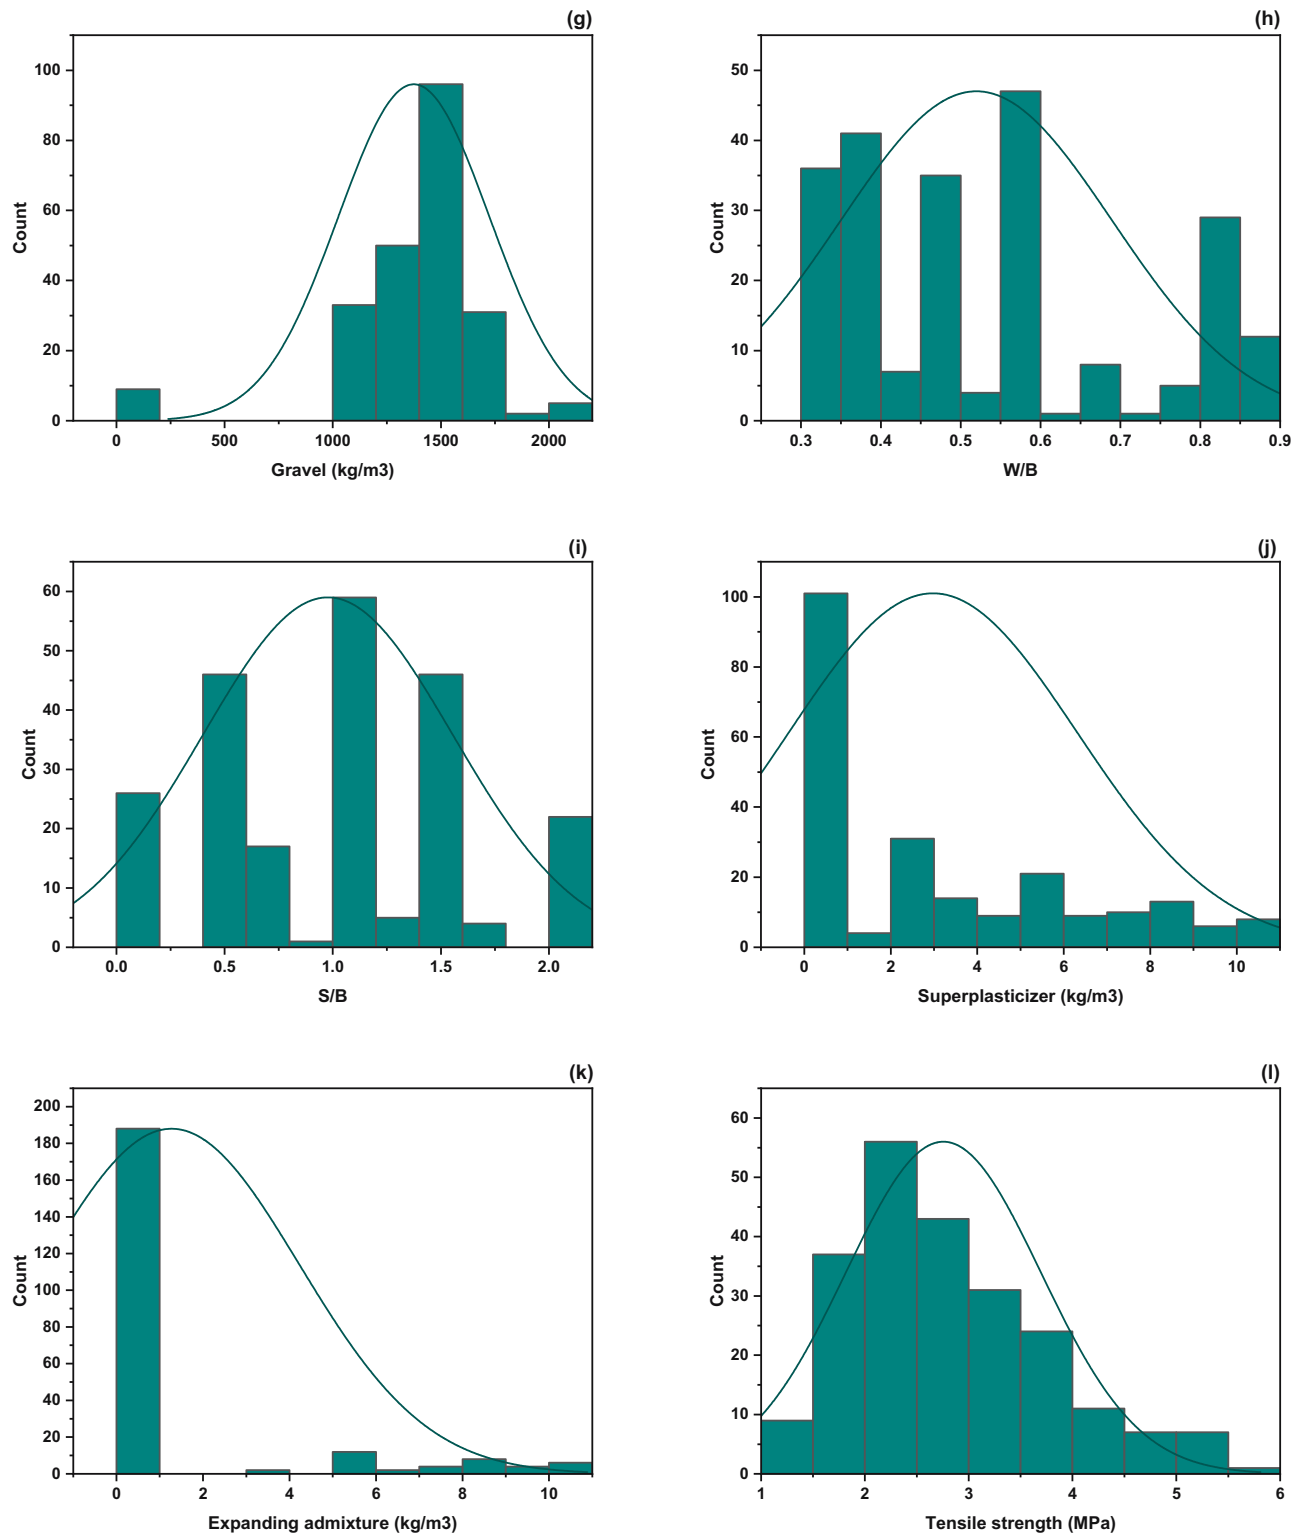 (g)
100
80
60
40
20
0
Count
0 500 1000 1500 2000
Gravel (kg/m3)
(h)
50
40
30
20
10
0
Count
0.3 0.4 0.5 0.6 0.7 0.8 0.9
W/B
(i)
60
50
40
30
20
10
0
Count
0.0 0.5 1.0 1.5 2.0
S/B
(j)
100
80
60
40
20
0
Count
0 2 4 6 8 10
Superplasticizer (kg/m3)
(k)
200
180
160
140
120
100
80
60
40
20
0
Count
0 2 4 6 8 10
Expanding admixture (kg/m3)
(l)
60
50
40
30
20
10
0
Count
1 2 3 4 5 6
Tensile strength (MPa)